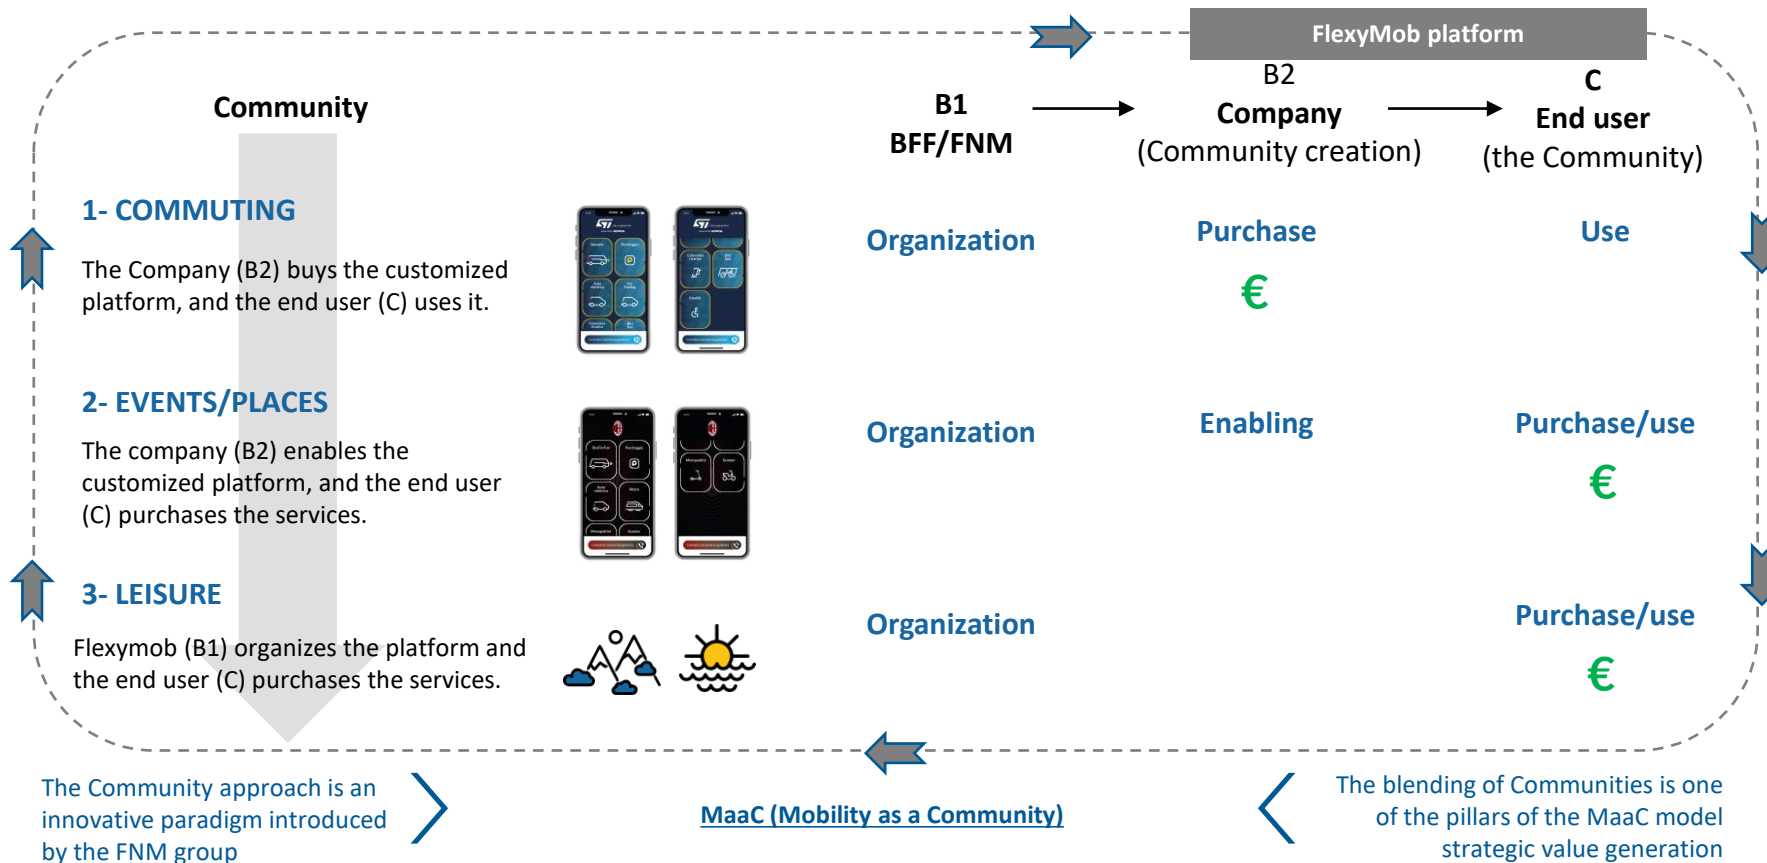 FlexyMob platform
Community
B1
BFF/FNM
B2
Company
(Community creation)
C
End user
(the Community)
1- COMMUTING
The Company (B2) buys the customized
platform, and the end user (C) uses it.
Organization
Purchase
€
Use
2- EVENTS/PLACES
The company (B2) enables the
customized platform, and the end user
(C) purchases the services.
Organization
Enabling
Purchase/use
€
3- LEISURE
Flexymob (B1) organizes the platform and
the end user (C) purchases the services.
Organization
Purchase/use
€
The Community approach is an
innovative paradigm introduced
by the FNM group
MaaC (Mobility as a Community)
The blending of Communities is one
of the pillars of the MaaC model
strategic value generation